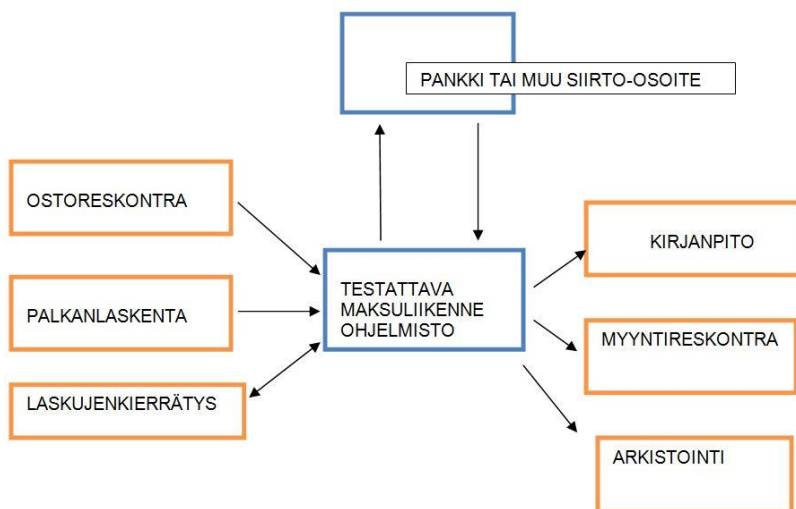 PANKKI TAI MUU SIIRTO-OSOITE
OSTORESKONTRA
PALKANLASKENTA
LASKUJENKIERRÄTYS
TESTATTAVA
MAKSULIIKENNE
OHJELMISTO
KIRJANPITO
MYYNTIRESKONTRA
ARKISTOINTI